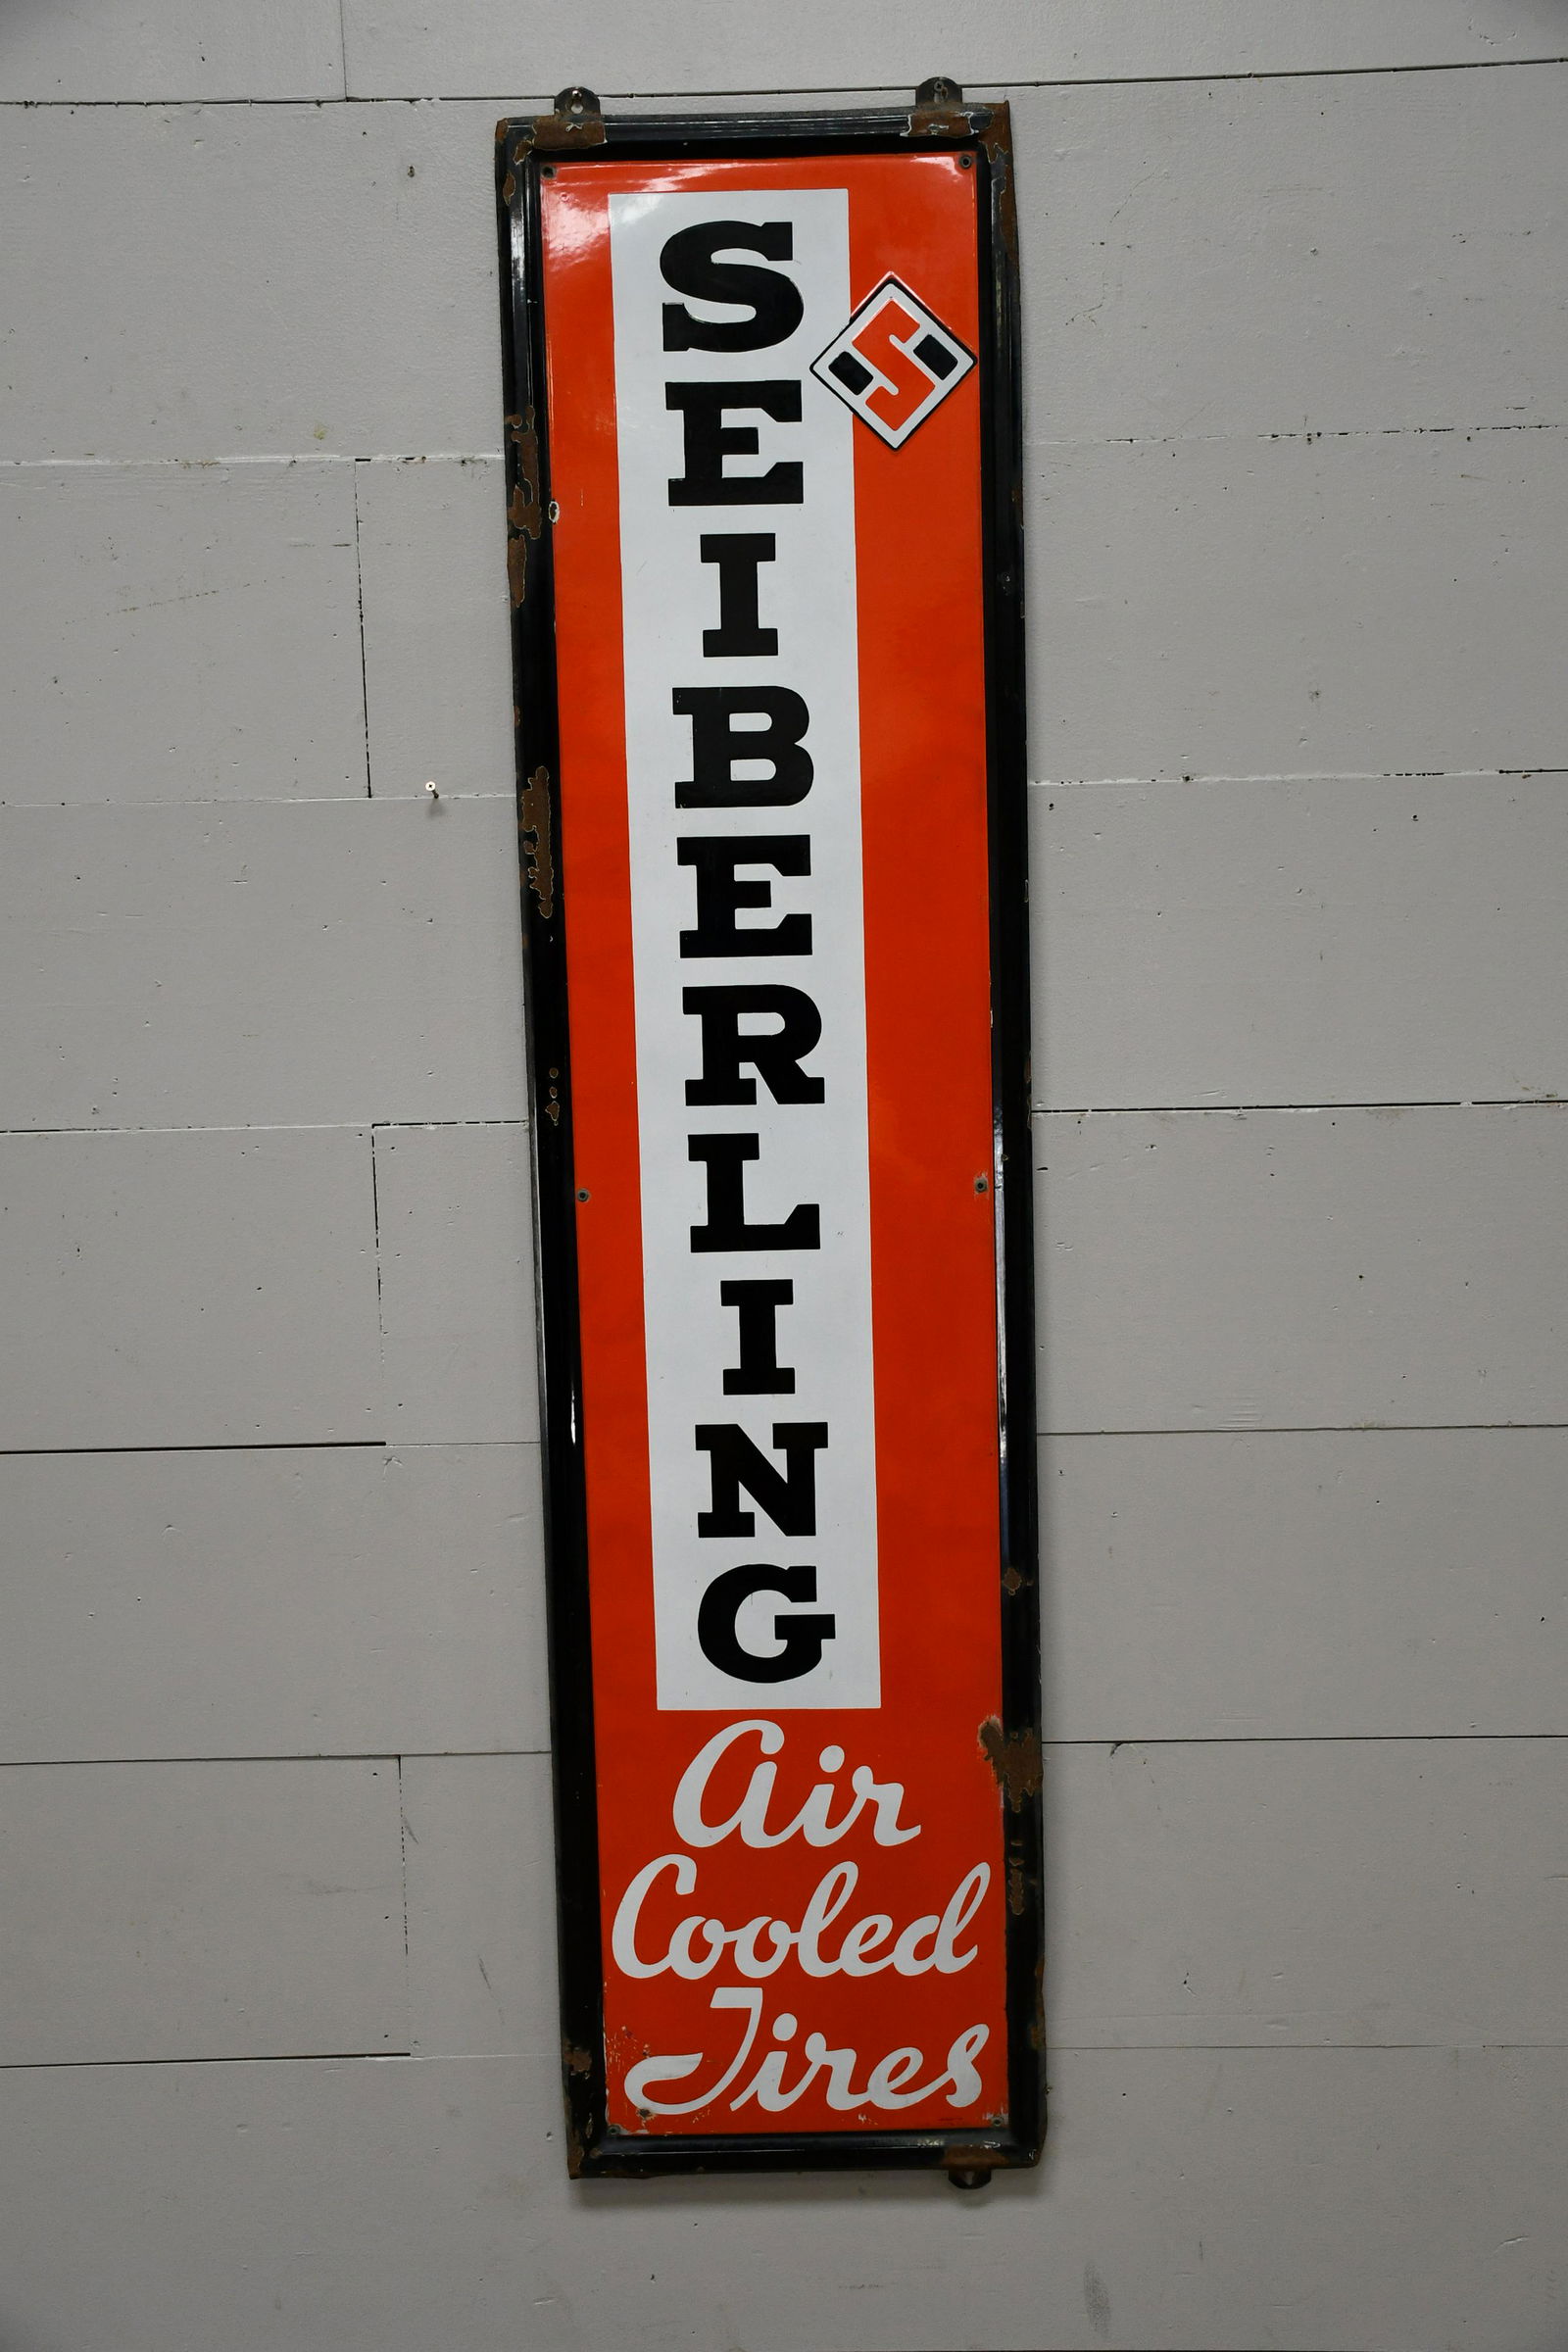 SEIBERLING
S
Air
Cooled
Tires